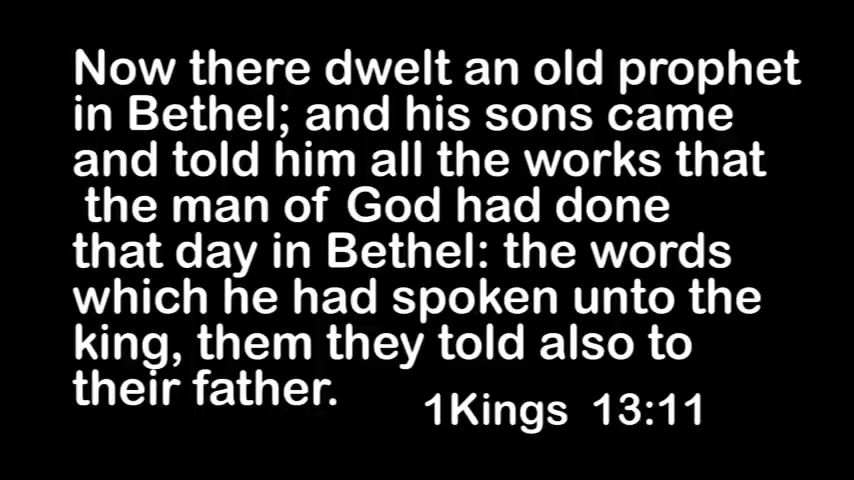 Now there dwelt an old prophet
in Bethel; and his sons came
and told him all the works that
the man of God had done
that day in Bethel: the words
which he had spoken unto the
king, them they told also to
their father.
1Kings 13:11